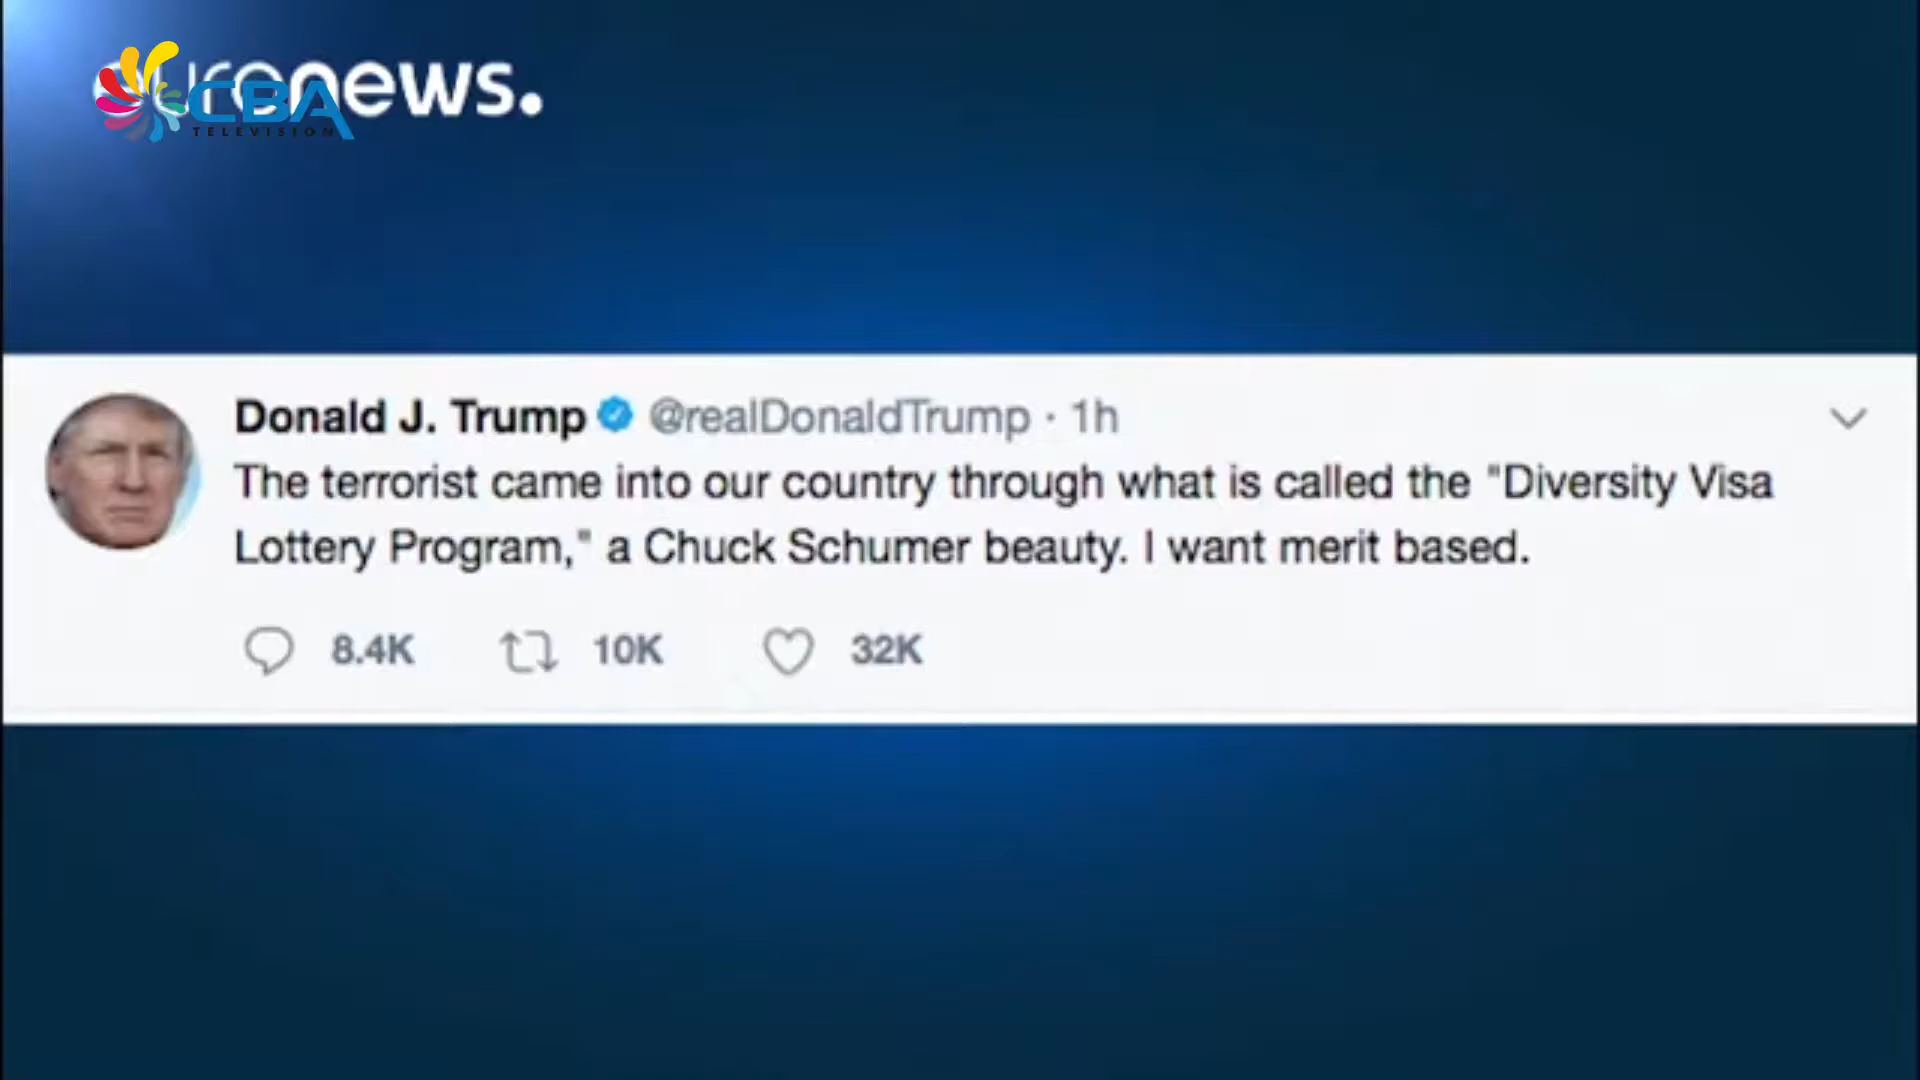 euronews.
CBA
TELEVISION
Donald J. Trump @realDonaldTrump · 1h
The terrorist came into our country through what is called the "Diversity Visa
Lottery Program," a Chuck Schumer beauty. I want merit based.
8.4K 10K 32K